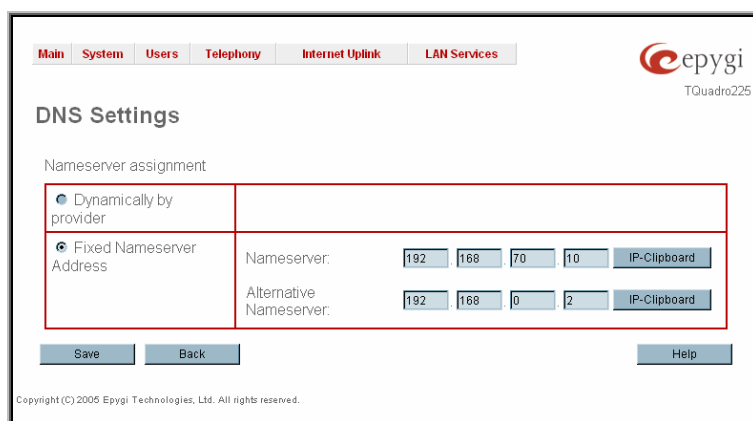 Main System Users Telephony Internet Uplink LAN Services
epygi
TQuadro225
DNS Settings
Nameserver assignment
Dynamically by
provider
Fixed Nameserver
Address
Nameserver: 192 . 168 . 70 . 10 IP-Clipboard
Alternative
Nameserver: 192 . 168 . 0 . 2 IP-Clipboard
Save Back Help
Copyright (C) 2005 Epygi Technologies, Ltd. All rights reserved.